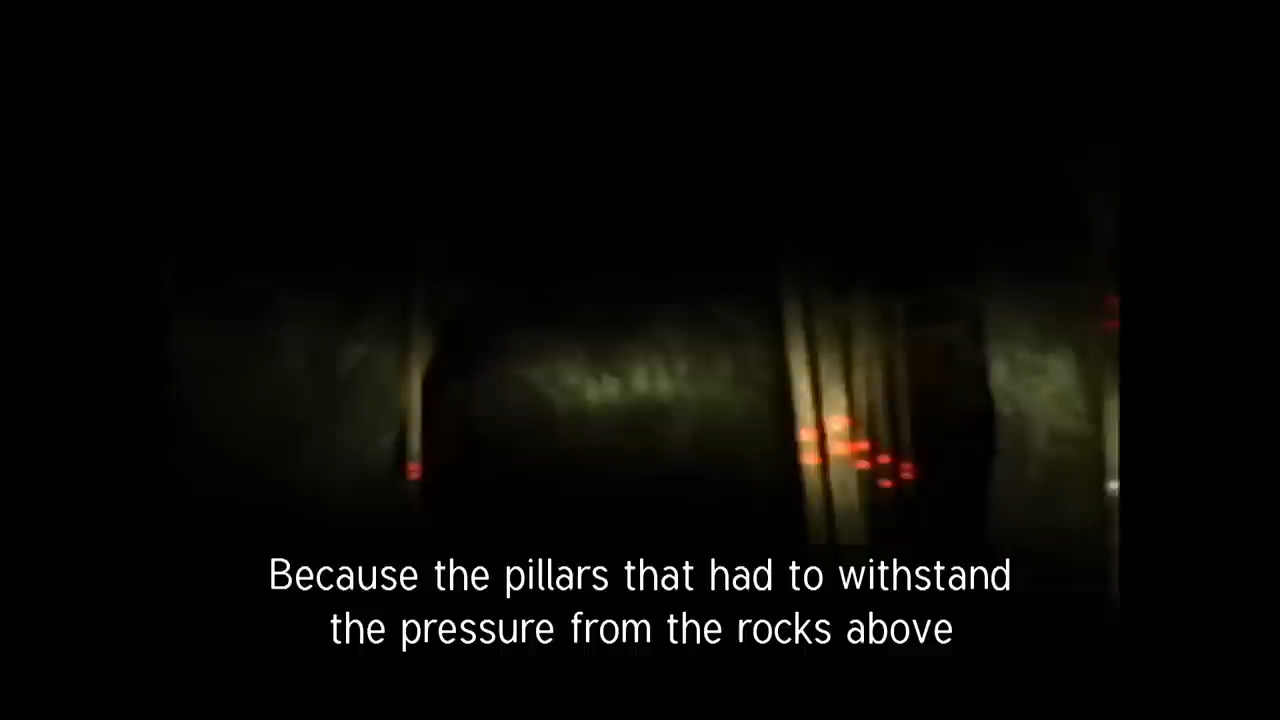 Because the pillars that had to withstand
the pressure from the rocks above